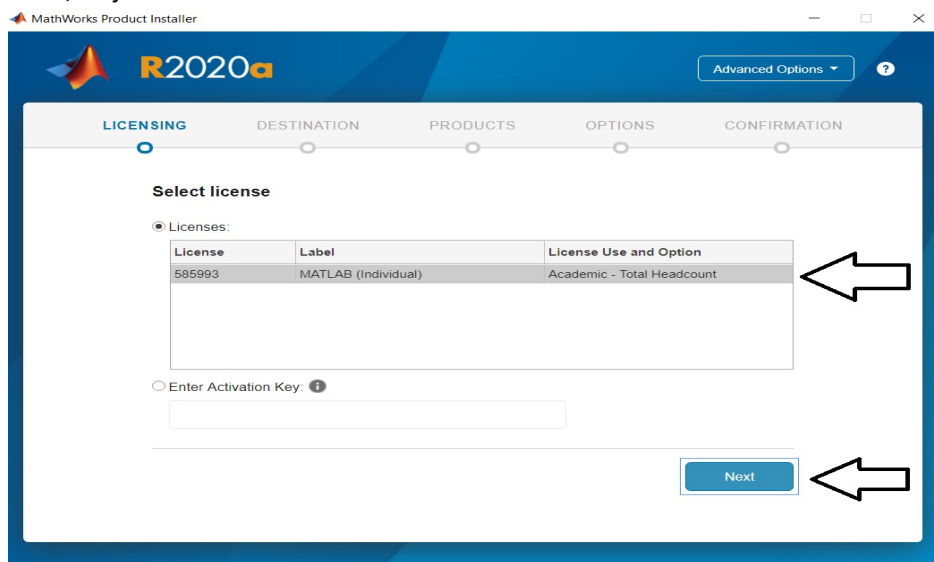 MathWorks Product Installer
R2020a
Advanced Options
?
LICENSING DESTINATION PRODUCTS OPTIONS CONFIRMATION
Select license
Licenses:
License Label License Use and Option
585993 MATLAB (Individual) Academic - Total Headcount
Enter Activation Key: i
Next